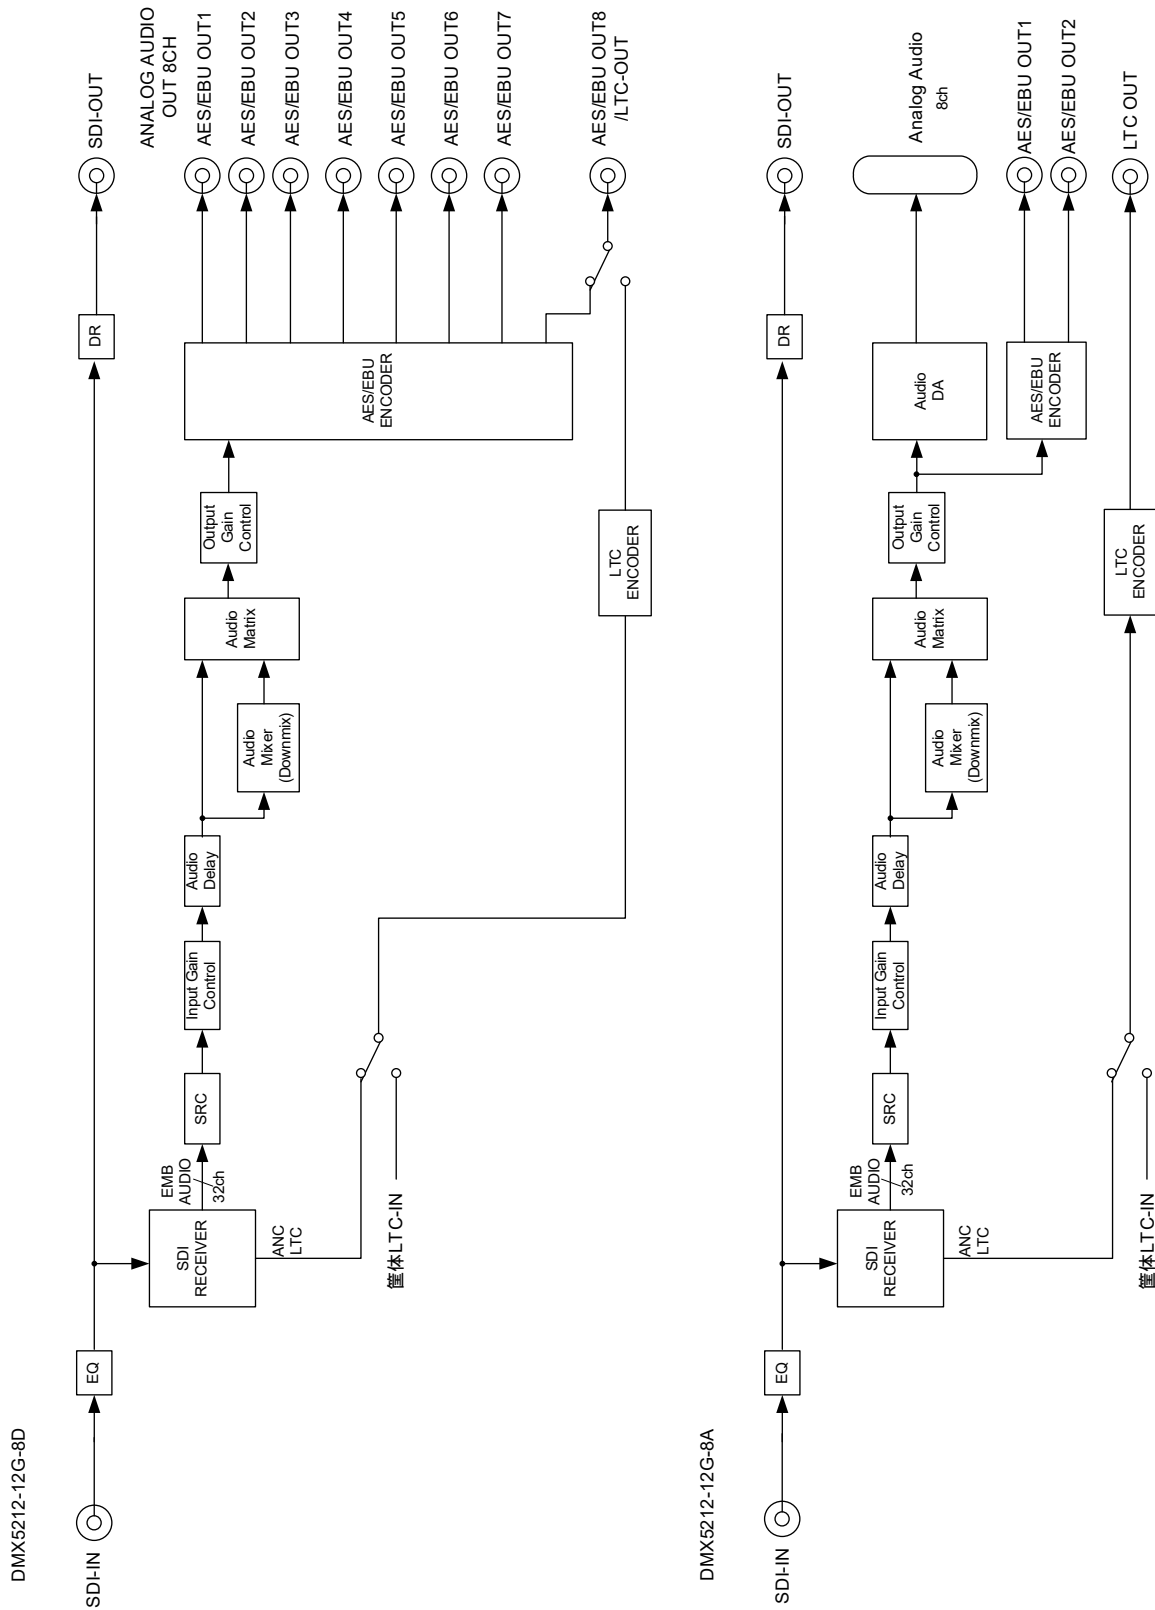 DMX5212-12G-8D
SDI-IN
EQ
DR
SDI-OUT
SDI
RECEIVER
EMB
AUDIO
32ch
ANC
LTC
SRC
Input Gain
Control
Audio
Delay
Audio
Mixer
(Downmix)
Audio
Matrix
Output
Gain
Control
AES/EBU
ENCODER
ANALOG AUDIO
OUT 8CH
AES/EBU OUT1
AES/EBU OUT2
AES/EBU OUT3
AES/EBU OUT4
AES/EBU OUT5
AES/EBU OUT6
AES/EBU OUT7
AES/EBU OUT8
/LTC-OUT
筐体LTC-IN
LTC
ENCODER
DMX5212-12G-8A
SDI-IN
EQ
DR
SDI-OUT
SDI
RECEIVER
EMB
AUDIO
32ch
ANC
LTC
SRC
Input Gain
Control
Audio
Delay
Audio
Mixer
(Downmix)
Audio
Matrix
Output
Gain
Control
Audio
DA
Analog Audio
8ch
AES/EBU
ENCODER
AES/EBU OUT1
AES/EBU OUT2
筐体LTC-IN
LTC
ENCODER
LTC OUT